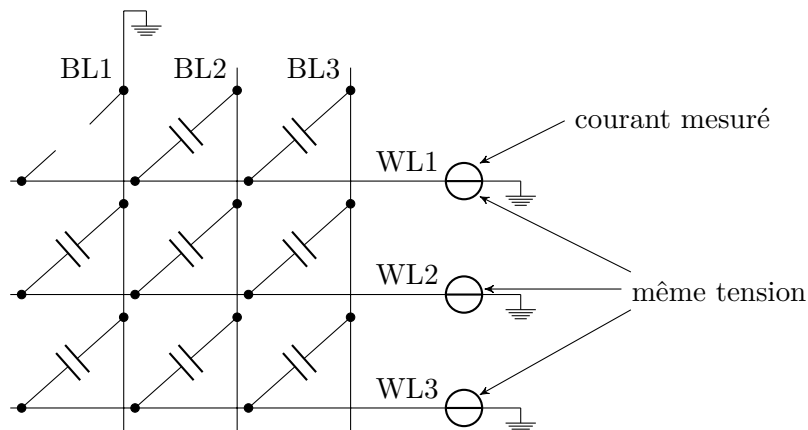 BL1 BL2 BL3
courant mesuré
WL1
WL2
même tension
WL3